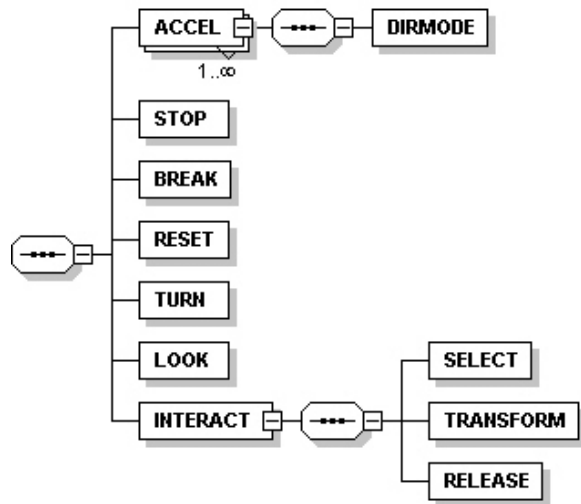 ACCEL
DIRMODE
1..∞
STOP
BREAK
RESET
TURN
LOOK
INTERACT
SELECT
TRANSFORM
RELEASE